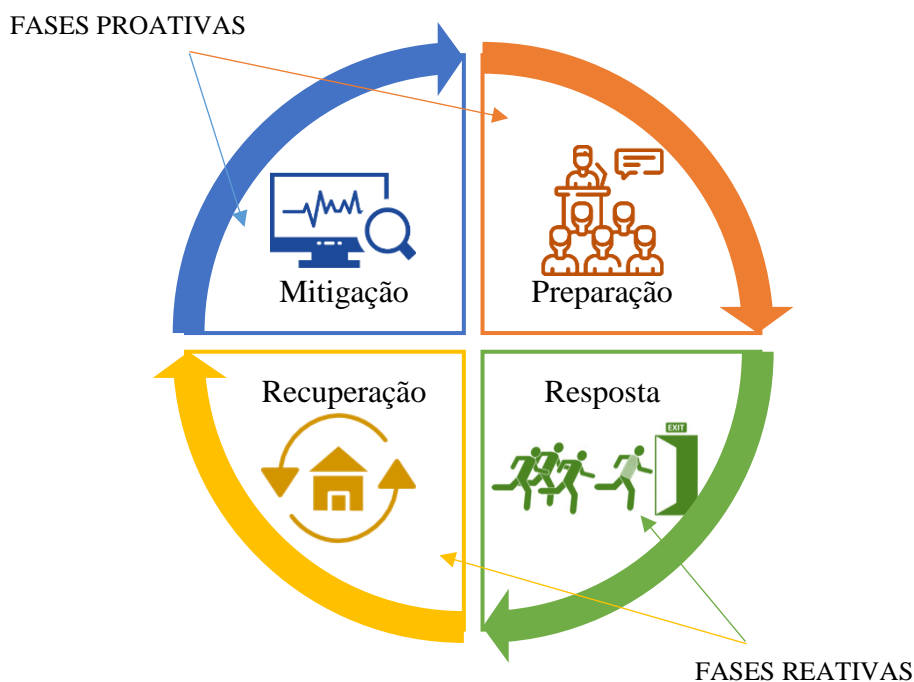 FASES PROATIVAS
Mitigação
Preparação
Recuperação
Resposta
EXIT
FASES REATIVAS